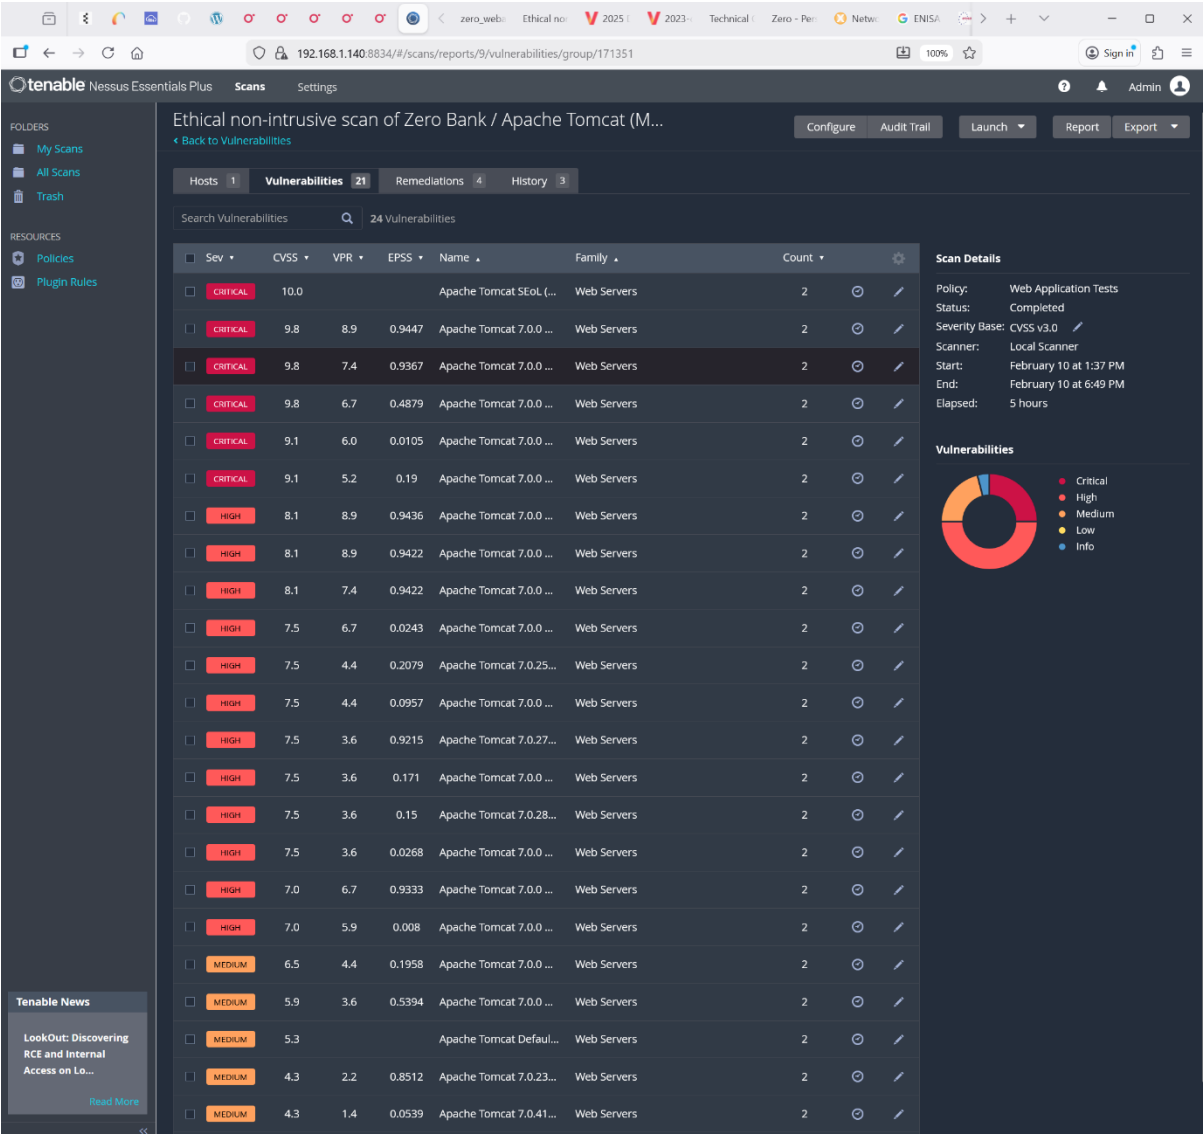 zero_weba Ethical no 2025 2023- Technical Zero - Per Netwo ENISA
192.168.1.140:8834/#/scans/reports/9/vulnerabilities/group/171351 100% Sign in
tenable Nessus Essentials Plus Scans Settings Admin
FOLDERS
My Scans
All Scans
Trash
RESOURCES
Policies
Plugin Rules
Tenable News
LookOut: Discovering
RCE and Internal
Access on Lo...
Read More
Ethical non-intrusive scan of Zero Bank / Apache Tomcat (M...
Back to Vulnerabilities
Configure Audit Trail Launch Report Export
Hosts 1 Vulnerabilities 21 Remediations 4 History 3
Search Vulnerabilities 24 Vulnerabilities
Sev CVSS VPR EPSS Name Family Count
CRITICAL 10.0 Apache Tomcat SEoL (... Web Servers 2
CRITICAL 9.8 8.9 0.9447 Apache Tomcat 7.0.0 ... Web Servers 2
CRITICAL 9.8 7.4 0.9367 Apache Tomcat 7.0.0 ... Web Servers 2
CRITICAL 9.8 6.7 0.4879 Apache Tomcat 7.0.0 ... Web Servers 2
CRITICAL 9.1 6.0 0.0105 Apache Tomcat 7.0.0 ... Web Servers 2
CRITICAL 9.1 5.2 0.19 Apache Tomcat 7.0.0 ... Web Servers 2
HIGH 8.1 8.9 0.9436 Apache Tomcat 7.0.0 ... Web Servers 2
HIGH 8.1 8.9 0.9422 Apache Tomcat 7.0.0 ... Web Servers 2
HIGH 8.1 7.4 0.9422 Apache Tomcat 7.0.0 ... Web Servers 2
HIGH 7.5 6.7 0.0243 Apache Tomcat 7.0.0 ... Web Servers 2
HIGH 7.5 4.4 0.2079 Apache Tomcat 7.0.25... Web Servers 2
HIGH 7.5 4.4 0.0957 Apache Tomcat 7.0.0 ... Web Servers 2
HIGH 7.5 3.6 0.9215 Apache Tomcat 7.0.27... Web Servers 2
HIGH 7.5 3.6 0.171 Apache Tomcat 7.0.0 ... Web Servers 2
HIGH 7.5 3.6 0.15 Apache Tomcat 7.0.28... Web Servers 2
HIGH 7.5 3.6 0.0268 Apache Tomcat 7.0.0 ... Web Servers 2
HIGH 7.0 6.7 0.9333 Apache Tomcat 7.0.0 ... Web Servers 2
HIGH 7.0 5.9 0.008 Apache Tomcat 7.0.0 ... Web Servers 2
MEDIUM 6.5 4.4 0.1958 Apache Tomcat 7.0.0 ... Web Servers 2
MEDIUM 5.9 3.6 0.5394 Apache Tomcat 7.0.0 ... Web Servers 2
MEDIUM 5.3 Apache Tomcat Defaul... Web Servers 2
MEDIUM 4.3 2.2 0.8512 Apache Tomcat 7.0.23... Web Servers 2
MEDIUM 4.3 1.4 0.0539 Apache Tomcat 7.0.41... Web Servers 2
Scan Details
Policy: Web Application Tests
Status: Completed
Severity Base: CVSS v3.0
Scanner: Local Scanner
Start: February 10 at 1:37 PM
End: February 10 at 6:49 PM
Elapsed: 5 hours
Vulnerabilities
Critical
High
Medium
Low
Info